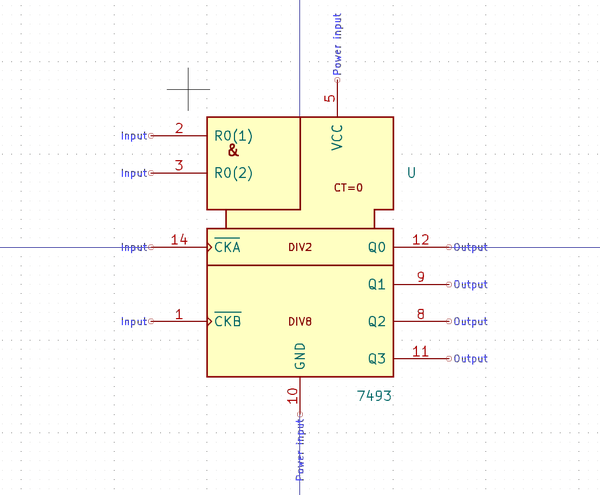 Power input
5
VCC
Input 2 R0(1)
&
Input 3 R0(2)
U
CT=0
Input 14 CKA DIV2 Q0 12 Output
Q1 9 Output
Input 1 CKB DIV8 Q2 8 Output
Q3 11 Output
GND
10
7493
Power input